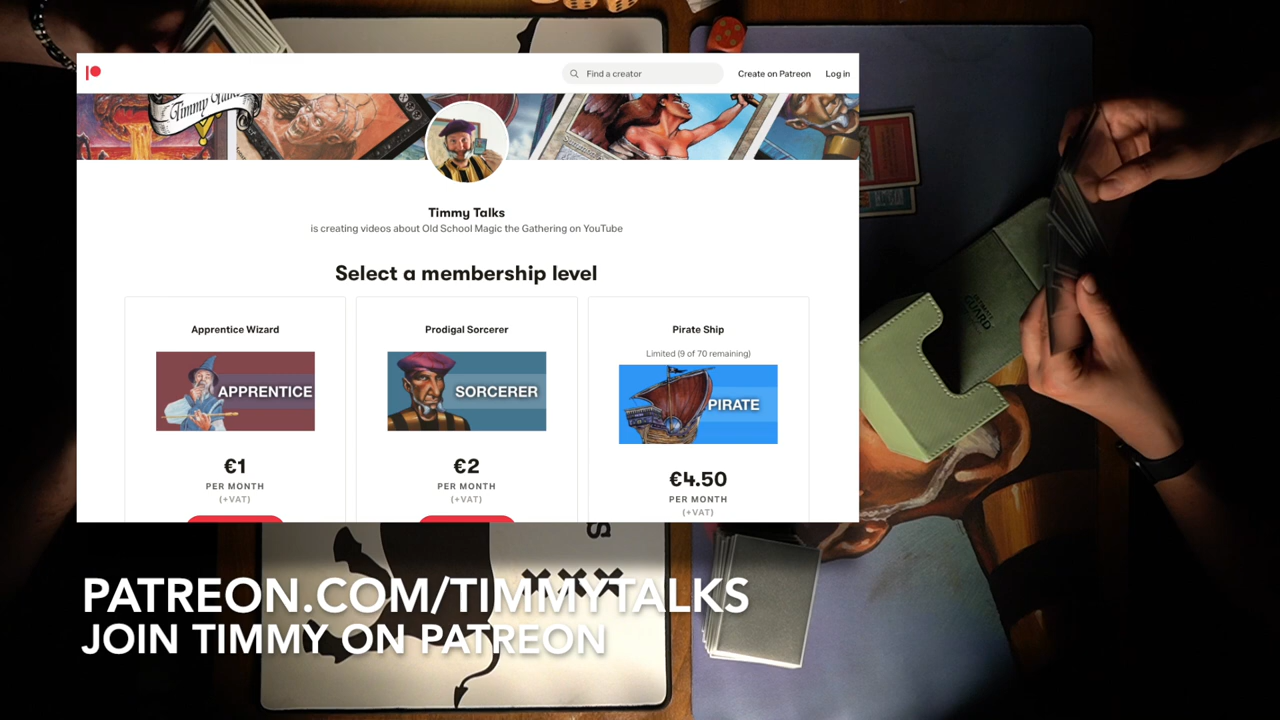 Find a creator
Create on Patreon
Log in
Timmy Talks
Timmy Talks
is creating videos about Old School Magic the Gathering on YouTube
Select a membership level
Apprentice Wizard
Prodigal Sorcerer
Pirate Ship
Limited (9 of 70 remaining)
APPRENTICE
SORCERER
PIRATE
€1
€2
€4.50
PER MONTH
PER MONTH
PER MONTH
(+VAT)
(+VAT)
(+VAT)
ULTIMATE
GUARD
S
XXX
PATREON.COM/TIMMYTALKS
JOIN TIMMY ON PATREON